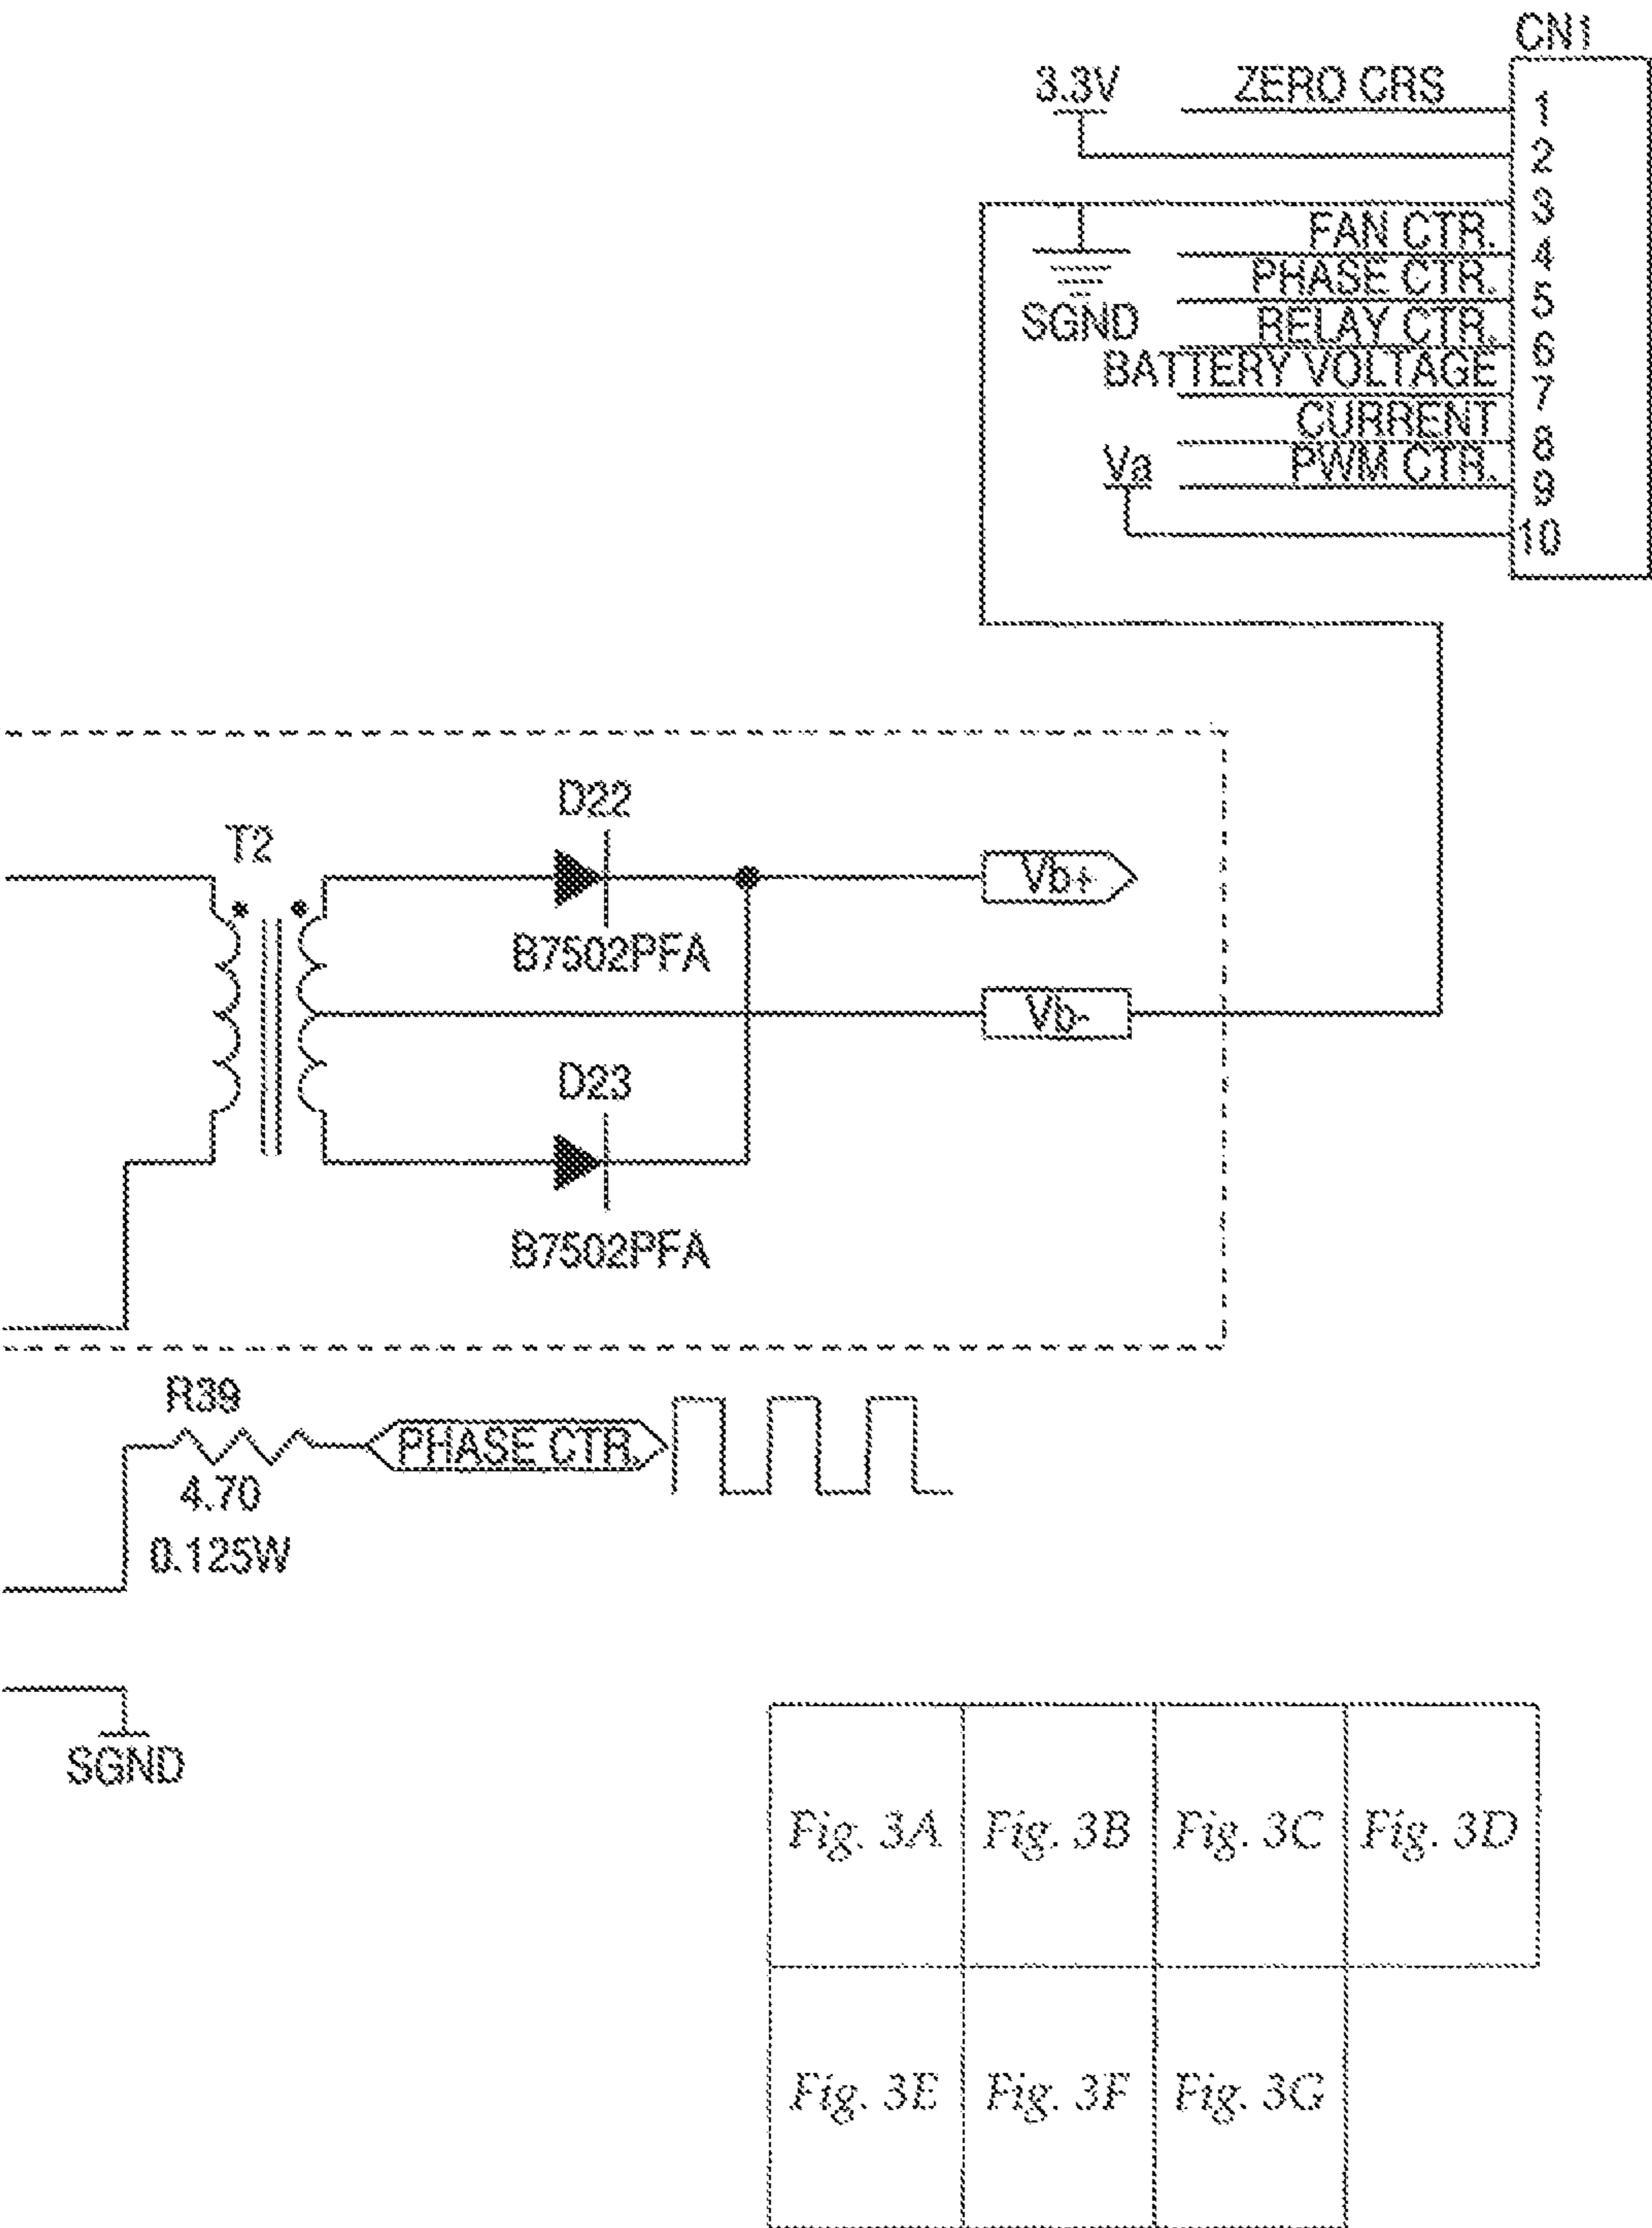 CN1
3.3V ZERO CRS 1
2
3
FAN CTR. 4
PHASE CTR. 5
SGND RELAY CTR. 6
BATTERY VOLTAGE 7
CURRENT 8
Va PWM CTR. 9
10
D22
T2
Vb+
B7502PFA
Vb-
D23
B7502PFA
R39
PHASE CTR.
4.70
0.125W
SGND
Fig. 3A Fig. 3B Fig. 3C Fig. 3D
Fig. 3E Fig. 3F Fig. 3G